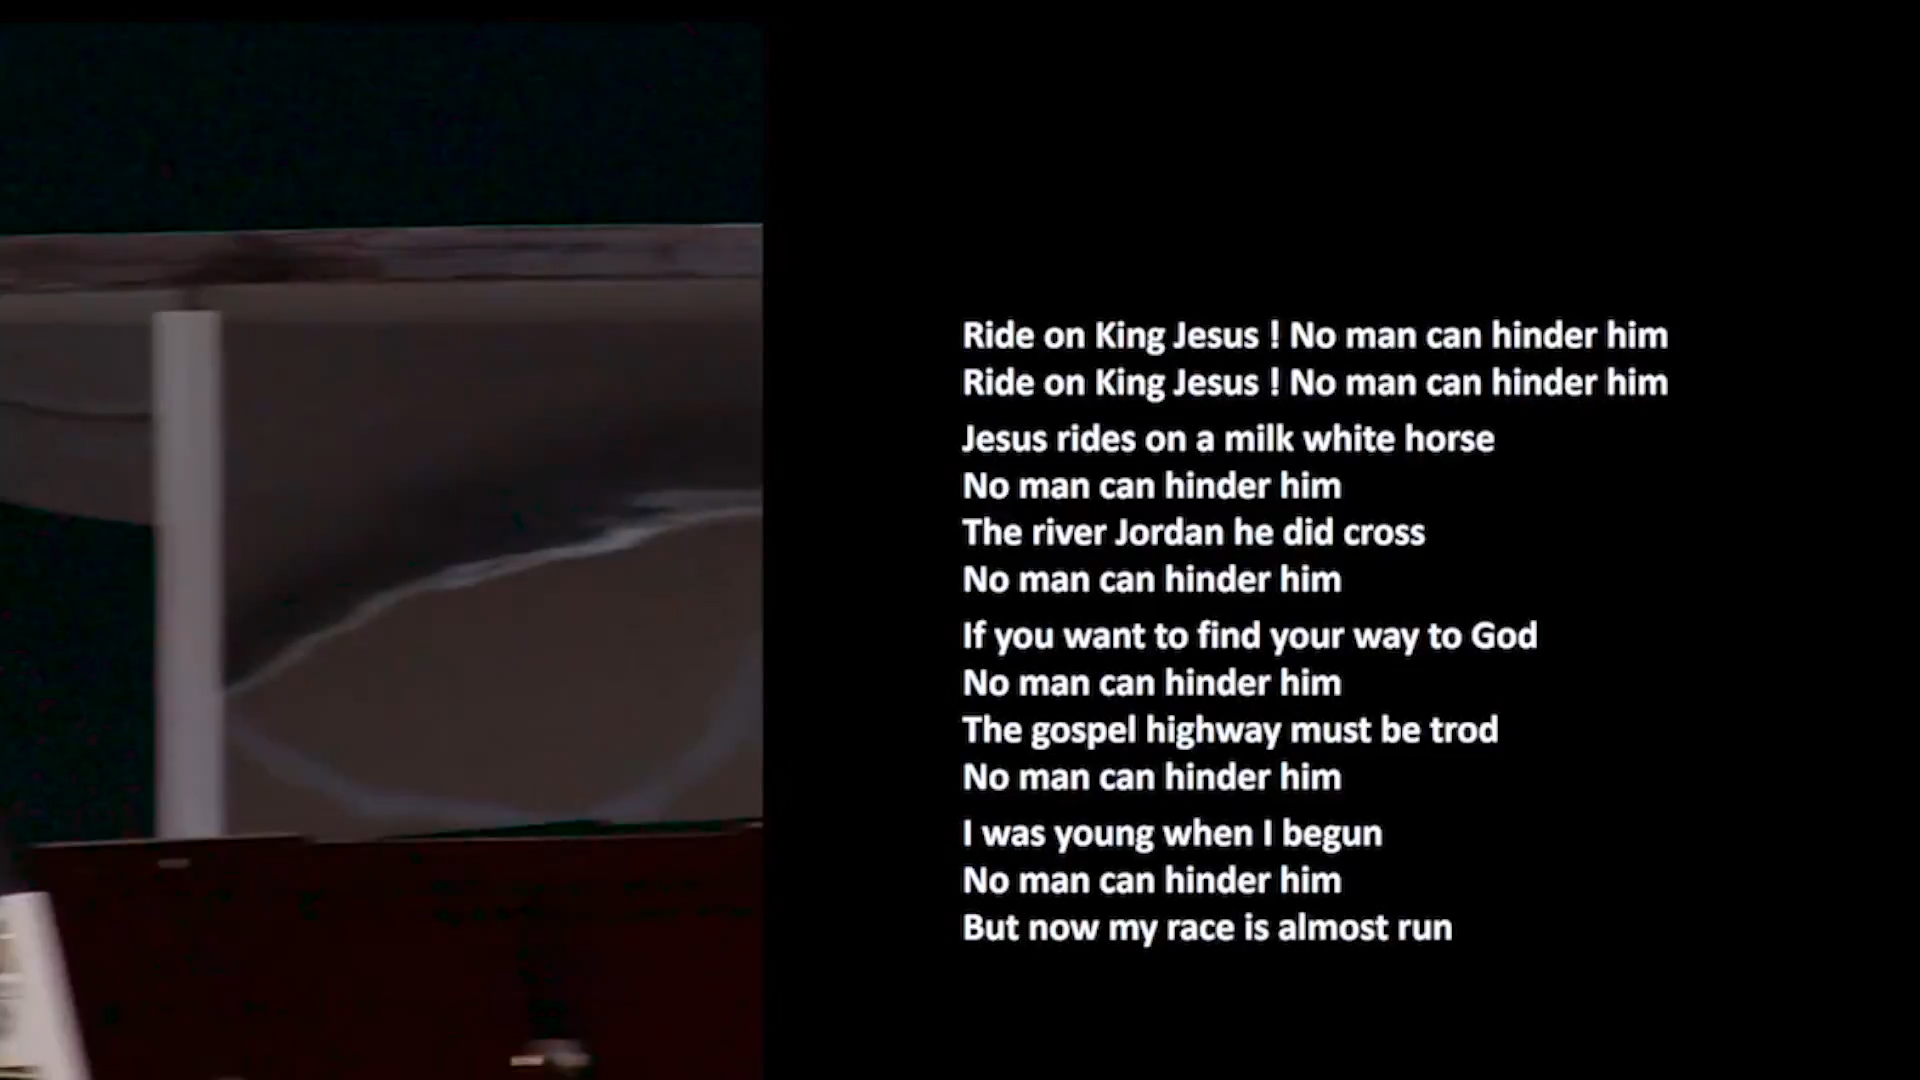 Ride on King Jesus ! No man can hinder him
Ride on King Jesus ! No man can hinder him
Jesus rides on a milk white horse
No man can hinder him
The river Jordan he did cross
No man can hinder him
If you want to find your way to God
No man can hinder him
The gospel highway must be trod
No man can hinder him
I was young when I begun
No man can hinder him
But now my race is almost run